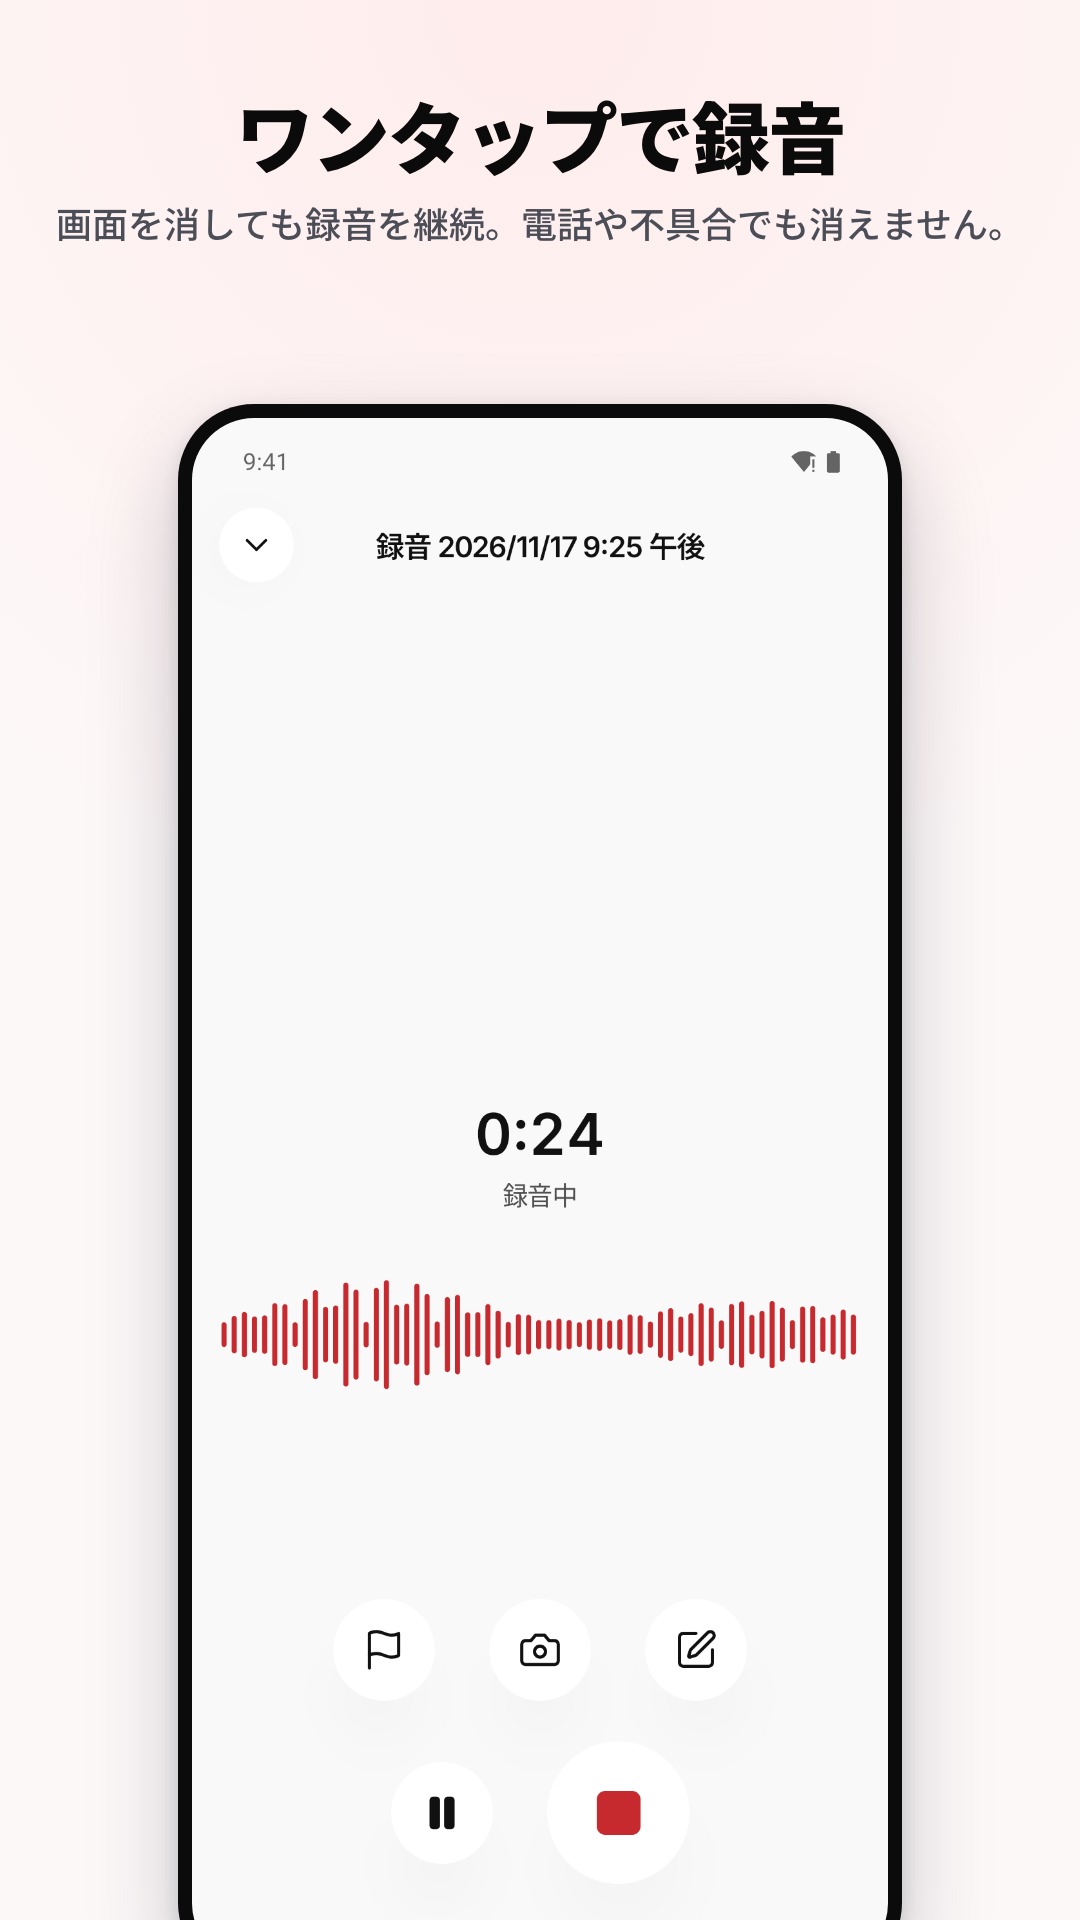 ワンタップで録音
画面を消しても録音を継続。電話や不具合でも消えません。
9:41
録音 2026/11/17 9:25 午後
0:24
録音中